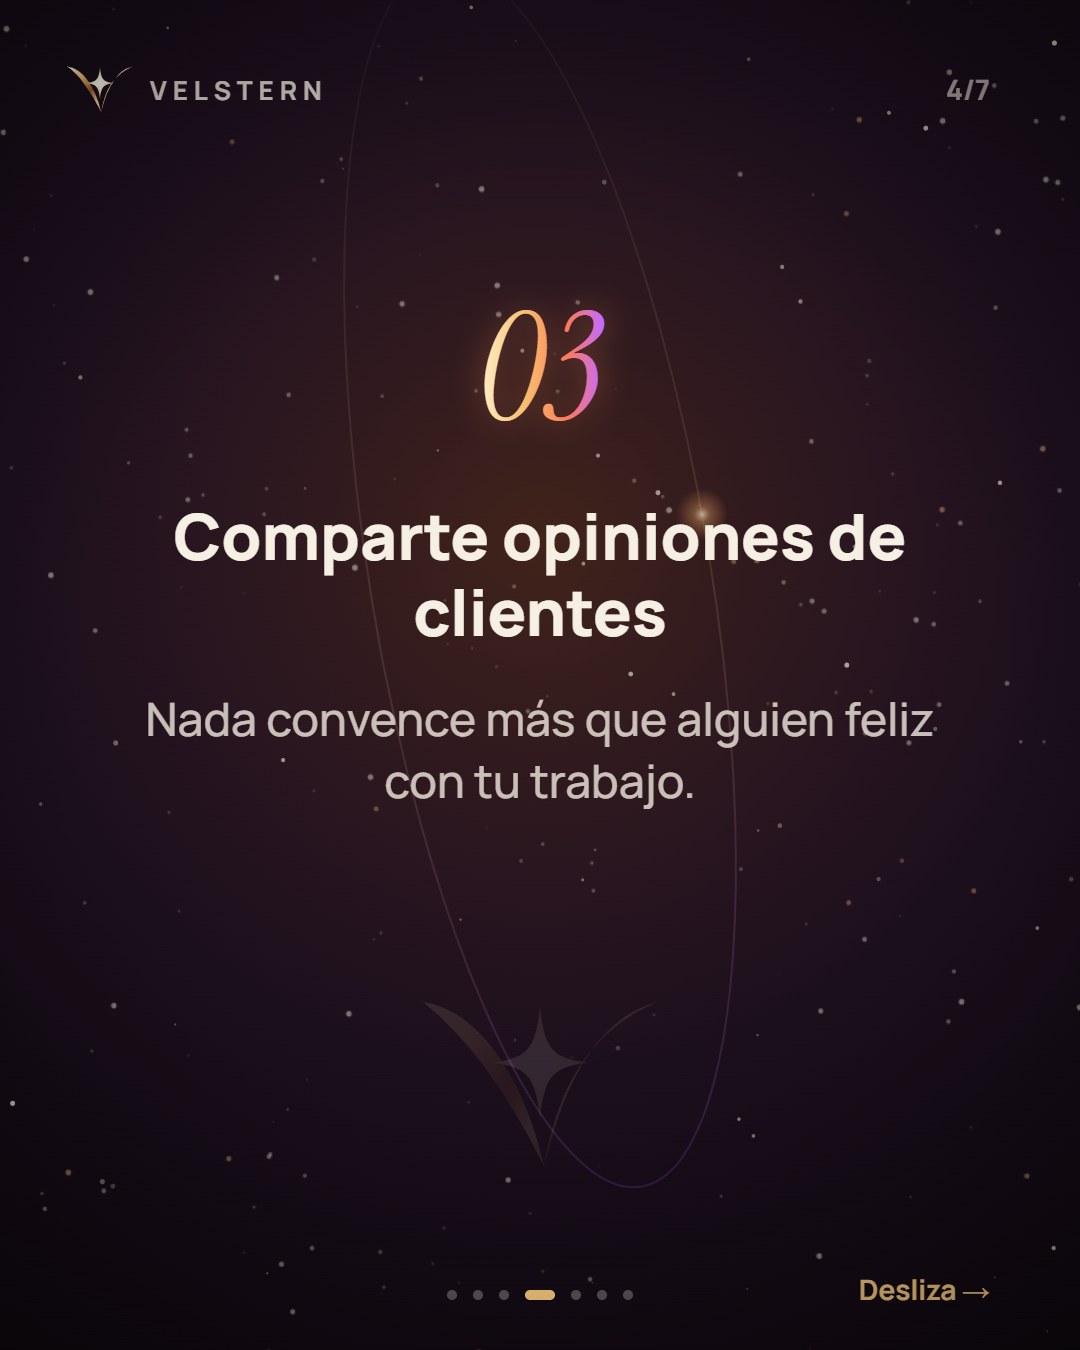 VELSTERN
4/7
03
Comparte opiniones de
clientes
Nada convence más que alguien feliz
con tu trabajo.
Desliza →